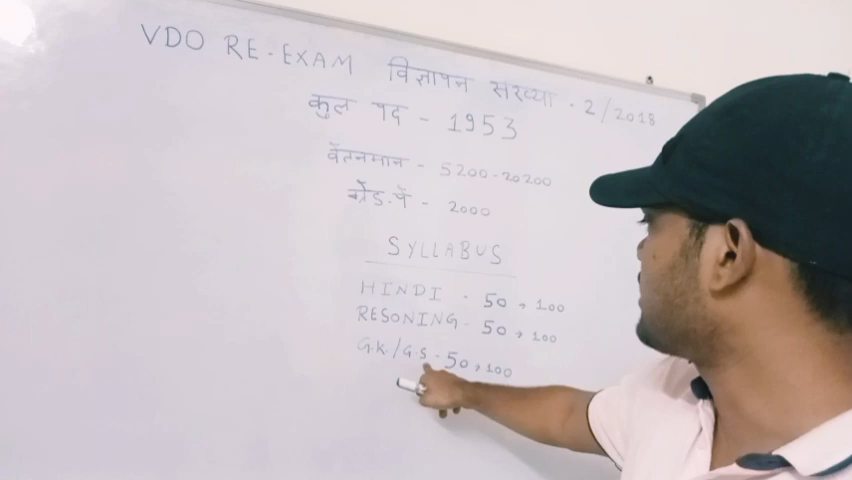 VDO RE-EXAM विज्ञापन संख्या · 2/2018
कुल पद - 1953
वेतनमान - 5200-20200
ग्रेड.पे - 2000
SYLLABUS
HINDI - 50, 100
RESONING - 50, 100
G.K./G.S - 50, 100